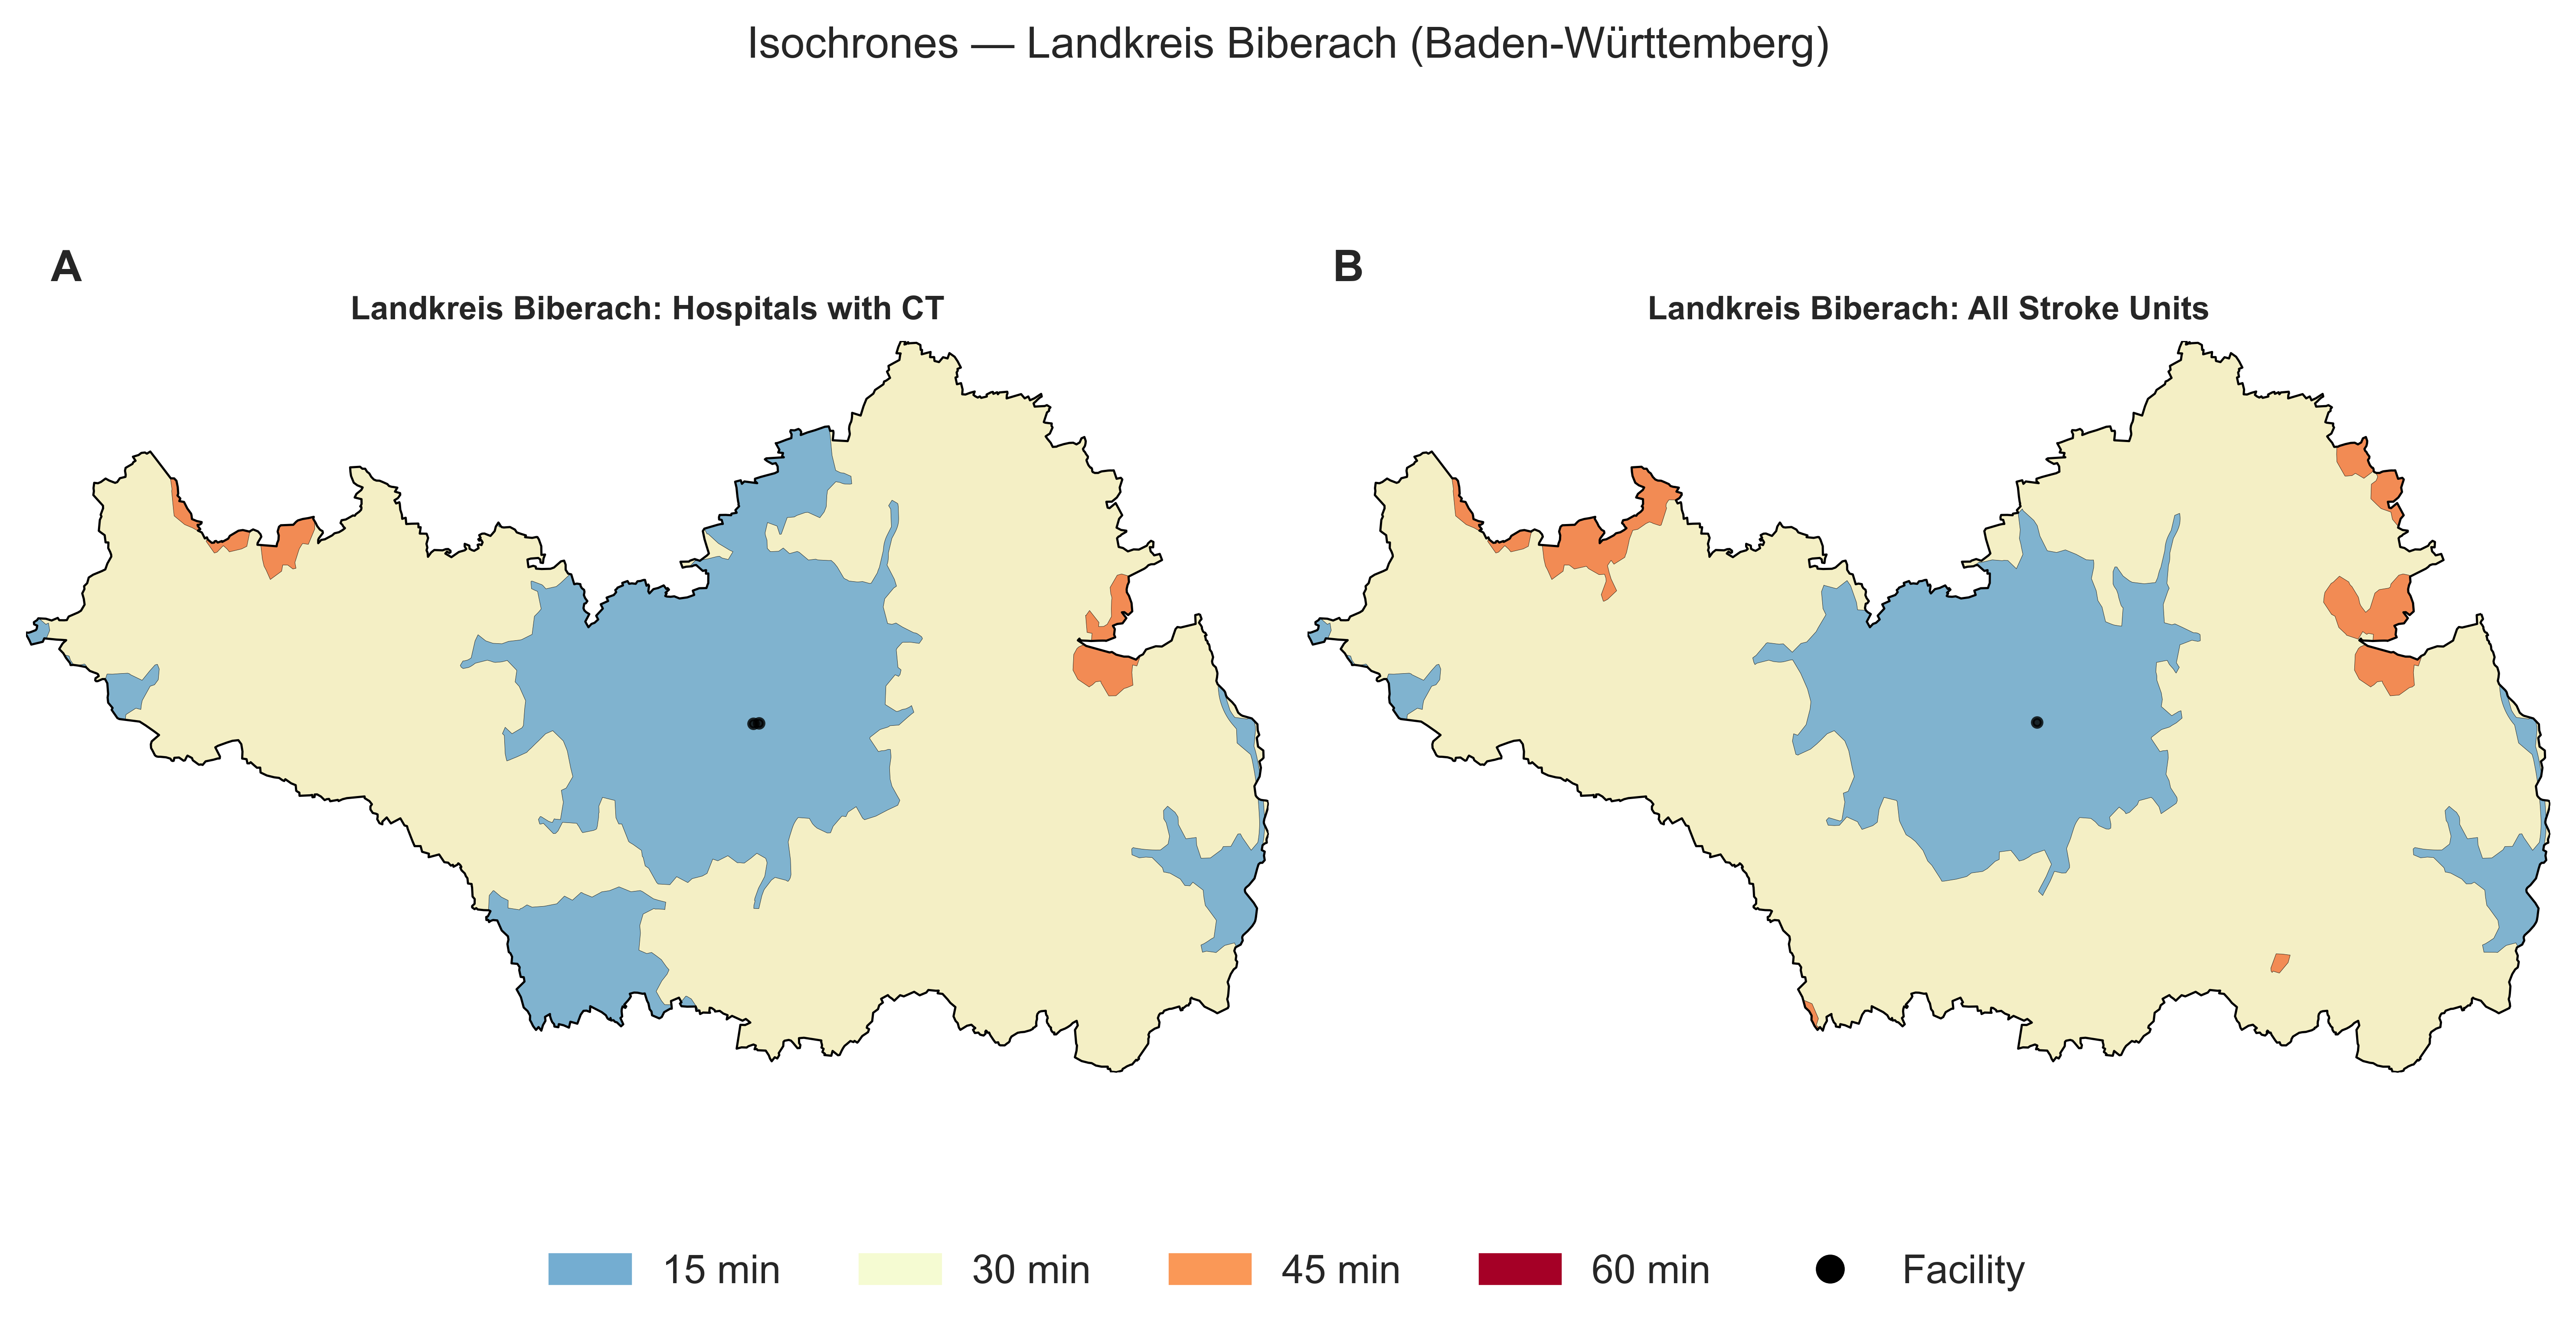 Isochrones — Landkreis Biberach (Baden-Württemberg)
A
Landkreis Biberach: Hospitals with CT
B
Landkreis Biberach: All Stroke Units
15 min
30 min
45 min
60 min
Facility